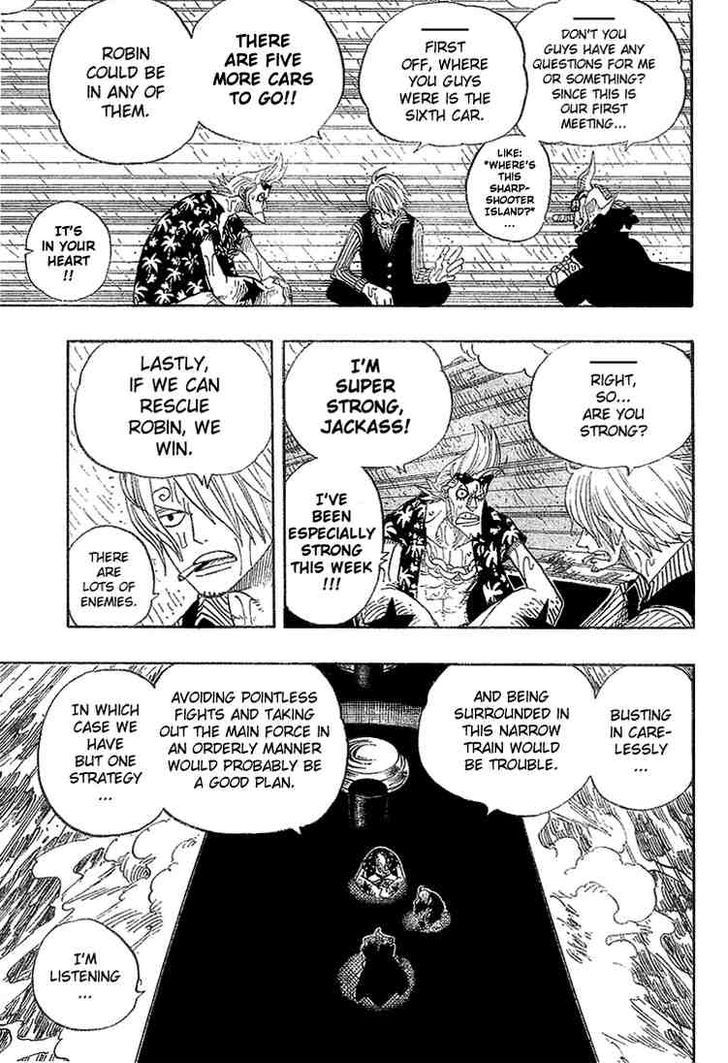 DON'T YOU
GUYS HAVE ANY
QUESTIONS FOR ME
OR SOMETHING?
SINCE THIS IS
OUR FIRST
MEETING...
LIKE:
"WHERE'S
THIS
SHARP-
SHOOTER
ISLAND?"
...
FIRST
OFF, WHERE
YOU GUYS
WERE IS THE
SIXTH CAR.
THERE
ARE FIVE
MORE CARS
TO GO!!
ROBIN
COULD BE
IN ANY OF
THEM.
IT'S
IN YOUR
HEART
!!
RIGHT,
SO...
ARE YOU
STRONG?
I'M
SUPER
STRONG,
JACKASS!
I'VE
BEEN
ESPECIALLY
STRONG
THIS WEEK
!!!
LASTLY,
IF WE CAN
RESCUE
ROBIN, WE
WIN.
THERE
ARE
LOTS OF
ENEMIES.
BUSTING
IN CARE-
LESSLY
...
AND BEING
SURROUNDED IN
THIS NARROW
TRAIN WOULD
BE TROUBLE.
AVOIDING POINTLESS
FIGHTS AND TAKING
OUT THE MAIN FORCE IN
AN ORDERLY MANNER
WOULD PROBABLY BE
A GOOD PLAN.
IN WHICH
CASE WE
HAVE
BUT ONE
STRATEGY
...
I'M
LISTENING
...